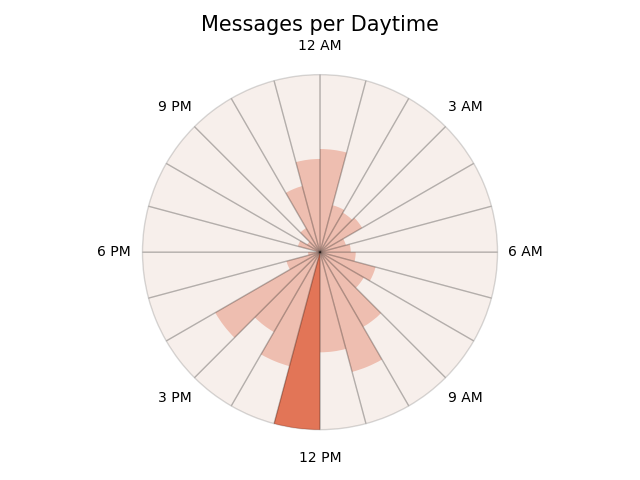 Messages per Daytime
12 AM
9 PM
3 AM
6 PM
6 AM
3 PM
9 AM
12 PM